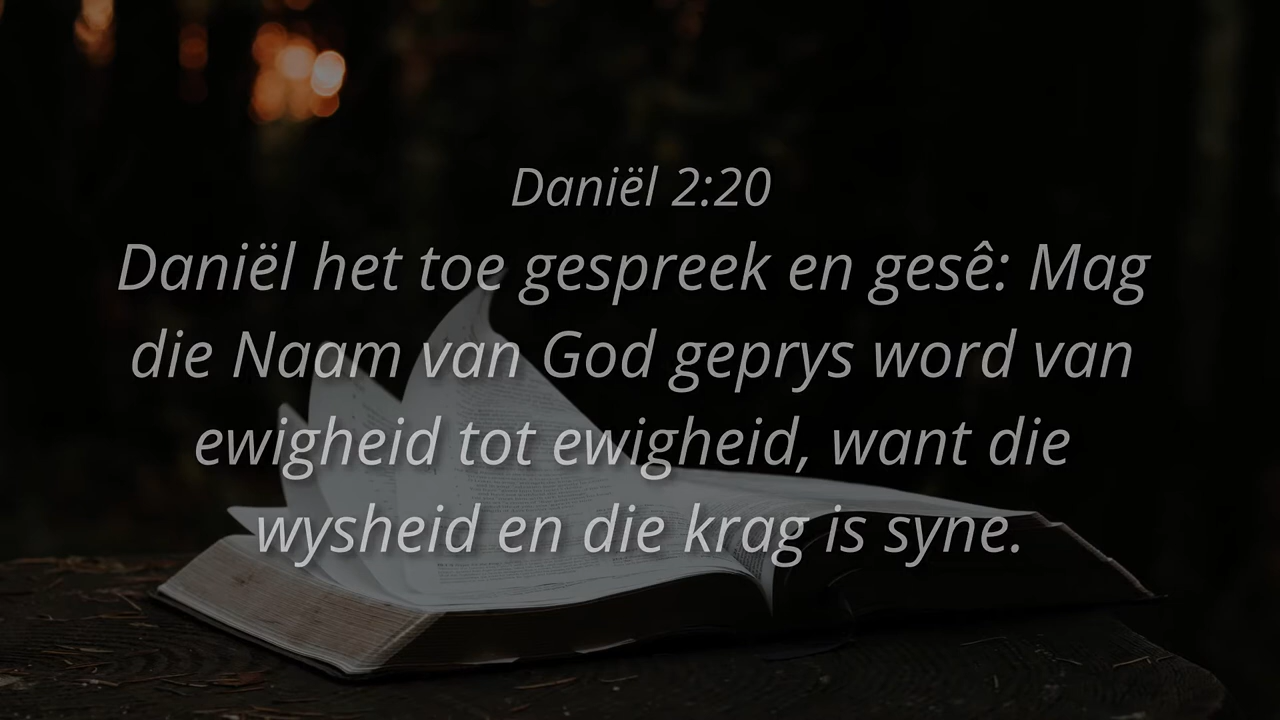 Daniël 2:20
Daniël het toe gespreek en gesê: Mag
die Naam van God geprys word van
ewigheid tot ewigheid, want die
wysheid en die krag is syne.